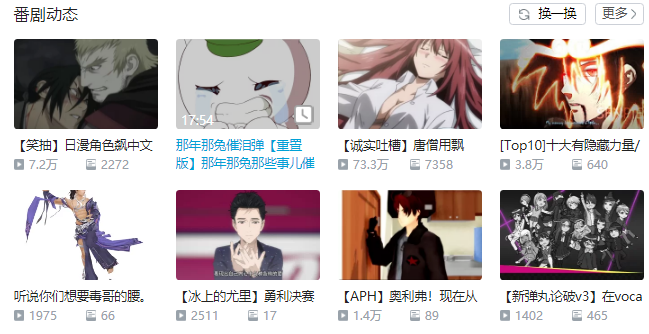 番剧动态
换一换
更多
17:54
【笑抽】日漫角色飙中文
7.2万 2272
那年那兔催泪弹【重置
版】那年那兔那些事儿催
【诚实吐槽】唐僧用飘
73.3万 7358
[Top10]十大有隐藏力量/
3.8万 640
听说你们想要毒哥的腰。
1975 66
【冰上的尤里】勇利决赛
2511 17
【APH】奥利弗！现在从
1.4万 89
【新弹丸论破v3】在voca
1402 465